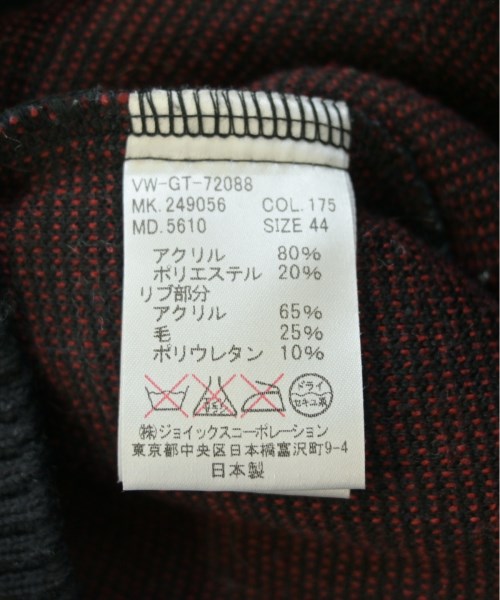 VW-GT-72088
MK.249056 COL.175
MD.5610 SIZE 44
アクリル 80%
ポリエステル 20%
リブ部分
アクリル 65%
毛 25%
ポリウレタン 10%
ドライ
セキユ系
㈱ジョイックスコーポレーション
東京都中央区日本橋富沢町9-4
日本製